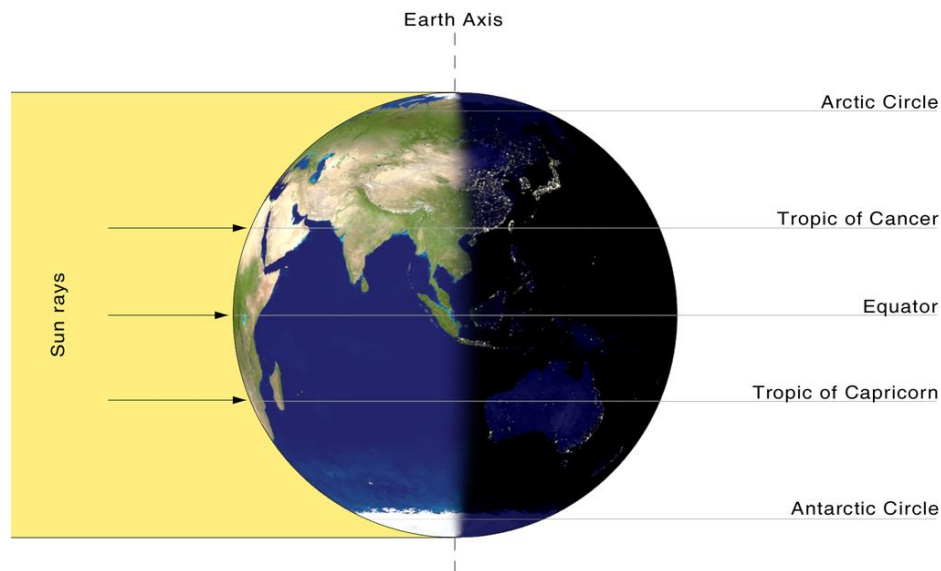 Earth Axis
Arctic Circle
Tropic of Cancer
Equator
Tropic of Capricorn
Antarctic Circle
Sun rays